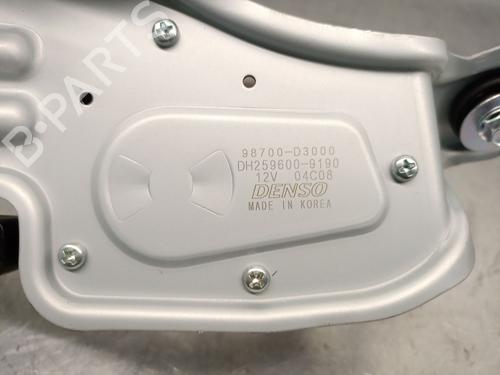 B-PARTS
98700-D3000
DH259600-9190
12V 04C08
DENSO
MADE IN KOREA